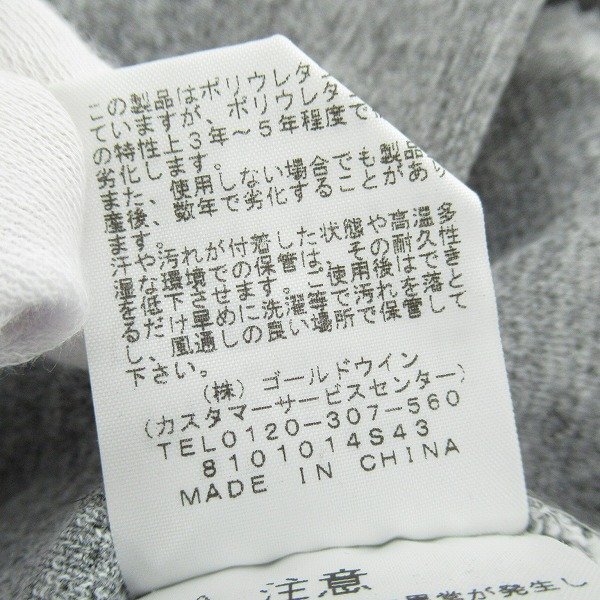 この製品はポリウレタ
ていますが、ポリウレタ
の特性上3年〜5年程度で
劣化します。
また、使用しない場合でも製品
産後、数年で劣化することがあり
ます。
汗や汚れが付着した状態や高温多
湿な環境での保管はその耐久性
を低下させます。ご使用後はでき
るだけ早めに洗濯等で汚れを落と
し、風通しの良い場所で保管して
下さい。
(株)ゴールドウイン
(カスタマーサービスセンター)
TEL0120-307-560
8101014S43
MADE IN CHINA
注意
異常が発生し